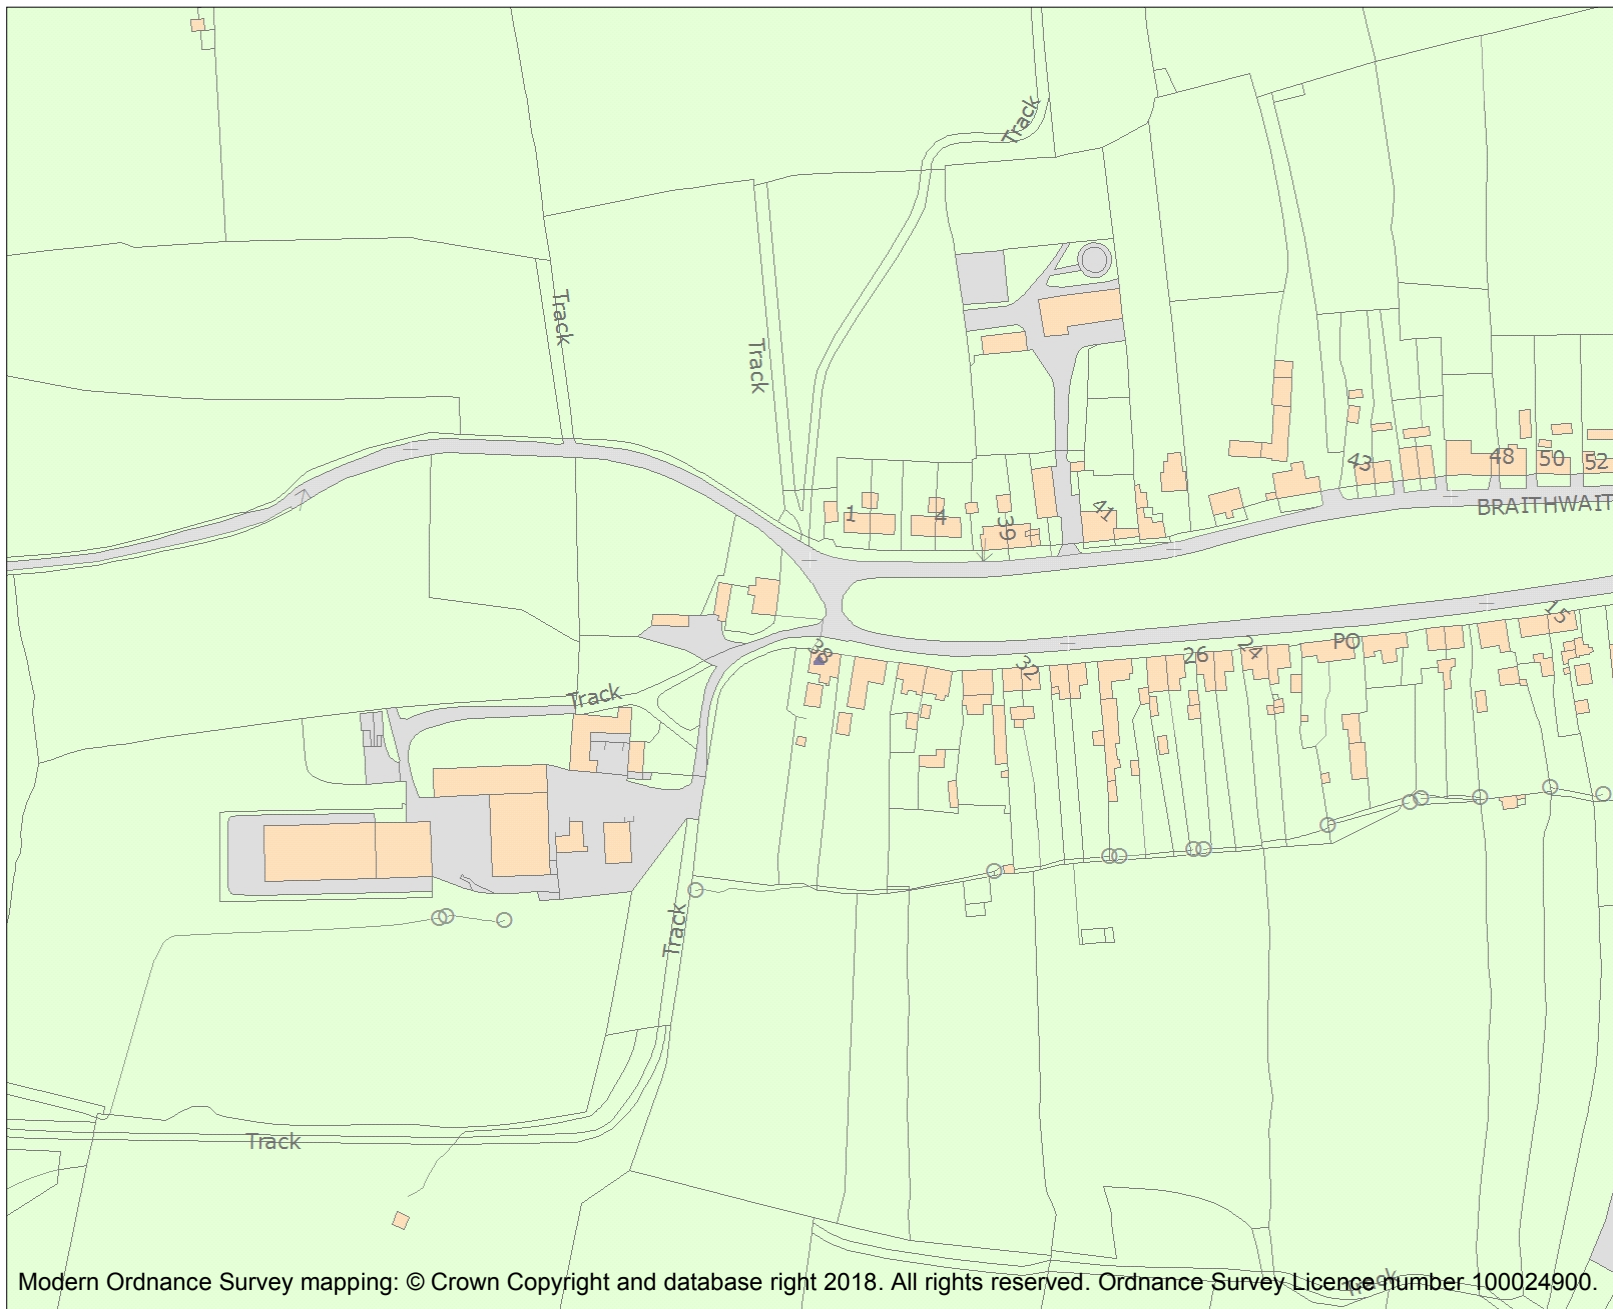 Track
Track
Track
43
48
50
52
BRAITHWAIT
1
4
39
41
15
38
32
26
24
PO
Track
Track
Track
Track
Modern Ordnance Survey mapping: © Crown Copyright and database right 2018. All rights reserved. Ordnance Survey Licence number 100024900.